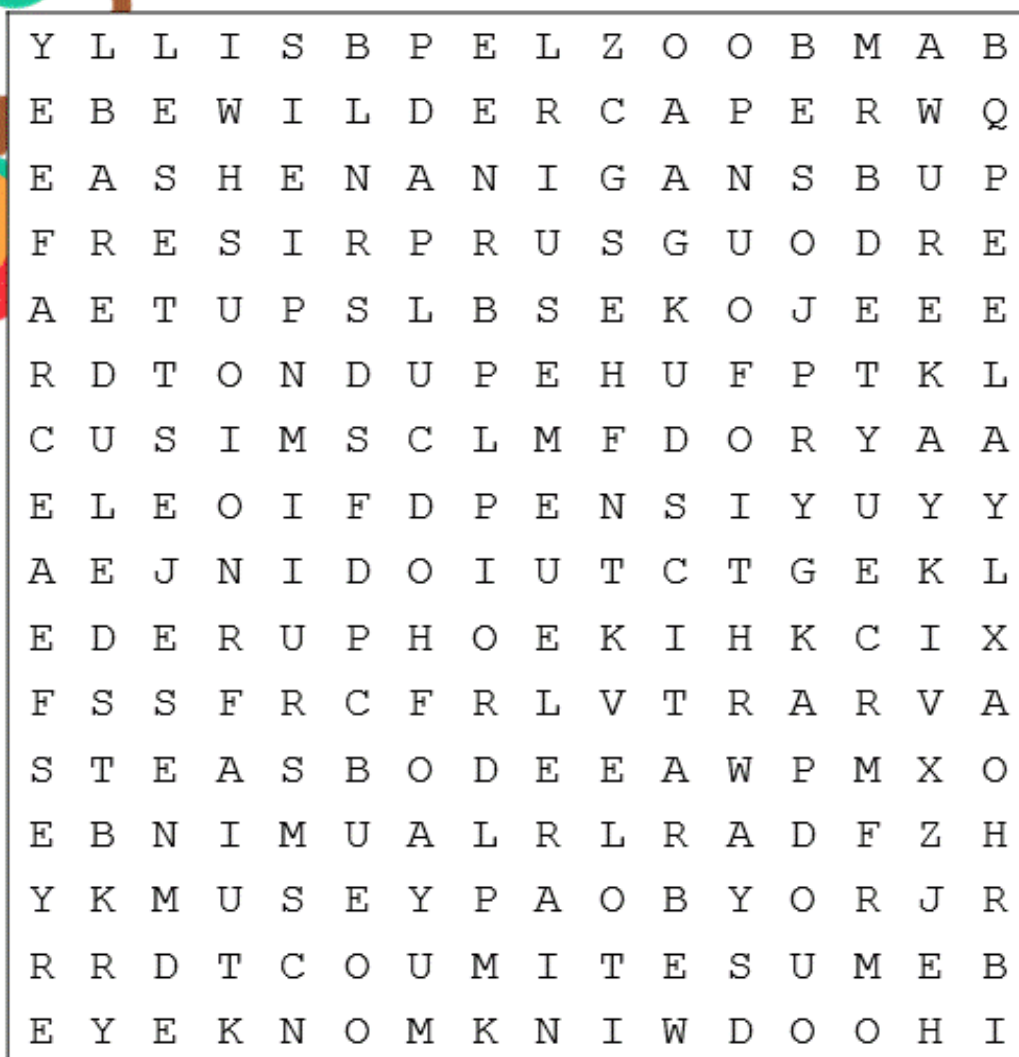 Y L L I S B P E L Z O O B M A B
E B E W I L D E R C A P E R W Q
E A S H E N A N I G A N S B U P
F R E S I R P R U S G U O D R E
A E T U P S L B S E K O J E E E
R D T O N D U P E H U F P T K L
C U S I M S C L M F D O R Y A A
E L E O I F D P E N S I Y U Y Y
A E J N I D O I U T C T G E K L
E D E R U P H O E K I H K C I X
F S S F R C F R L V T R A R V A
S T E A S B O D E E A W P M X O
E B N I M U A L R L R A D F Z H
Y K M U S E Y P A O B Y O R J R
R R D T C O U M I T E S U M E B
E Y E K N O M K N I W D O O H I